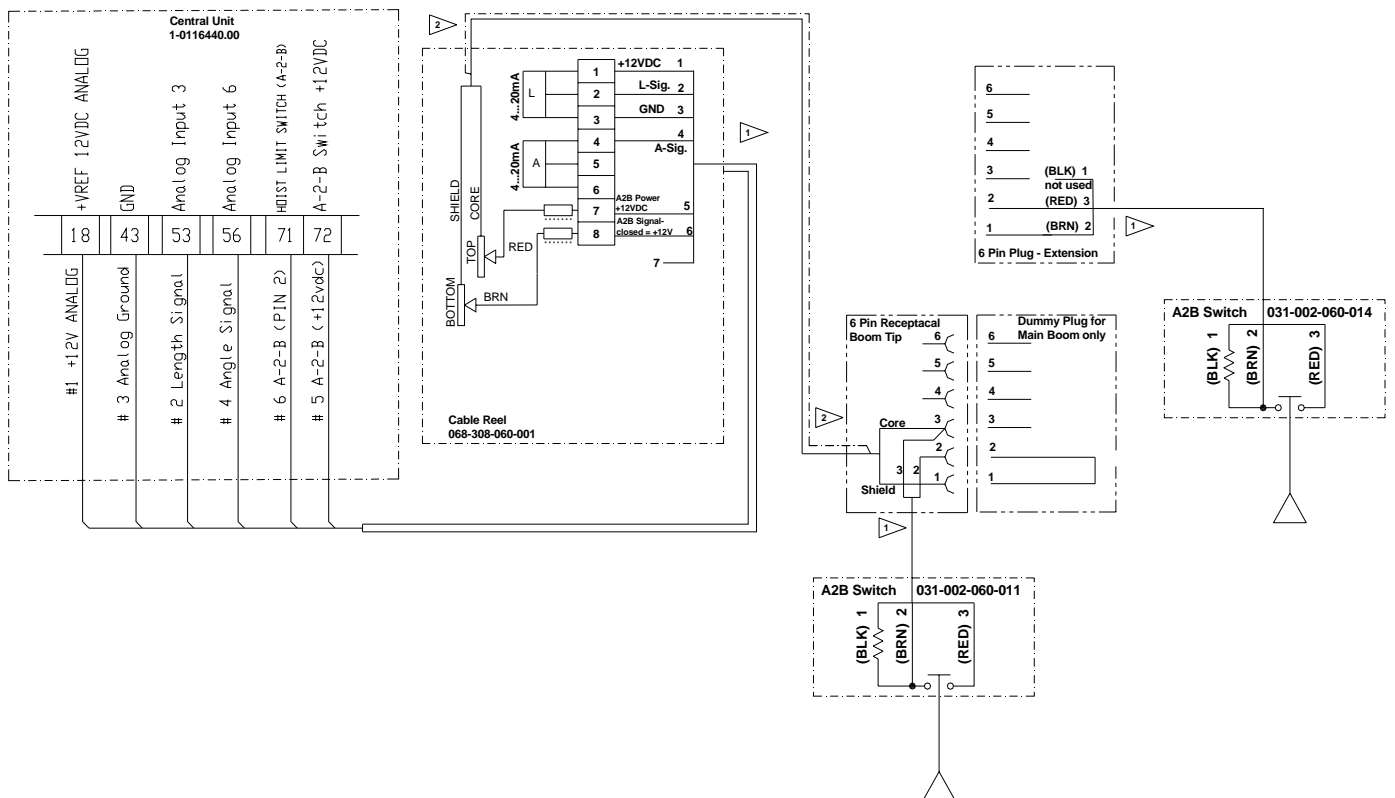 Central Unit
1-0116440.00
+VREF 12VDC ANALOG
GND
Analog Input 3
Analog Input 6
HOIST LIMIT SWITCH (A-2-B)
A-2-B Switch +12VDC
18
43
53
56
71
72
#1 +12V ANALOG
# 3 Analog Ground
# 2 Length Signal
# 4 Angle Signal
# 6 A-2-B (PIN 2)
# 5 A-2-B (+12vdc)
2
SHIELD
CORE
TOP
BOTTOM
RED
BRN
4...20mA
L
4...20mA
A
1
2
3
4
5
6
7
8
+12VDC 1
L-Sig. 2
GND 3
4
A-Sig.
A2B Power
+12VDC 5
A2B Signal-
closed = +12V 6
7
Cable Reel
068-308-060-001
1
6
5
4
3
2
1
(BLK) 1
not used
(RED) 3
(BRN) 2
6 Pin Plug - Extension
1
A2B Switch 031-002-060-014
(BLK) 1
(BRN) 2
(RED) 3
2
6 Pin Receptacal
Boom Tip
6
5
4
Core 3
2
3 2
1
Shield
Dummy Plug for
Main Boom only
6
5
4
3
2
1
1
A2B Switch 031-002-060-011
(BLK) 1
(BRN) 2
(RED) 3